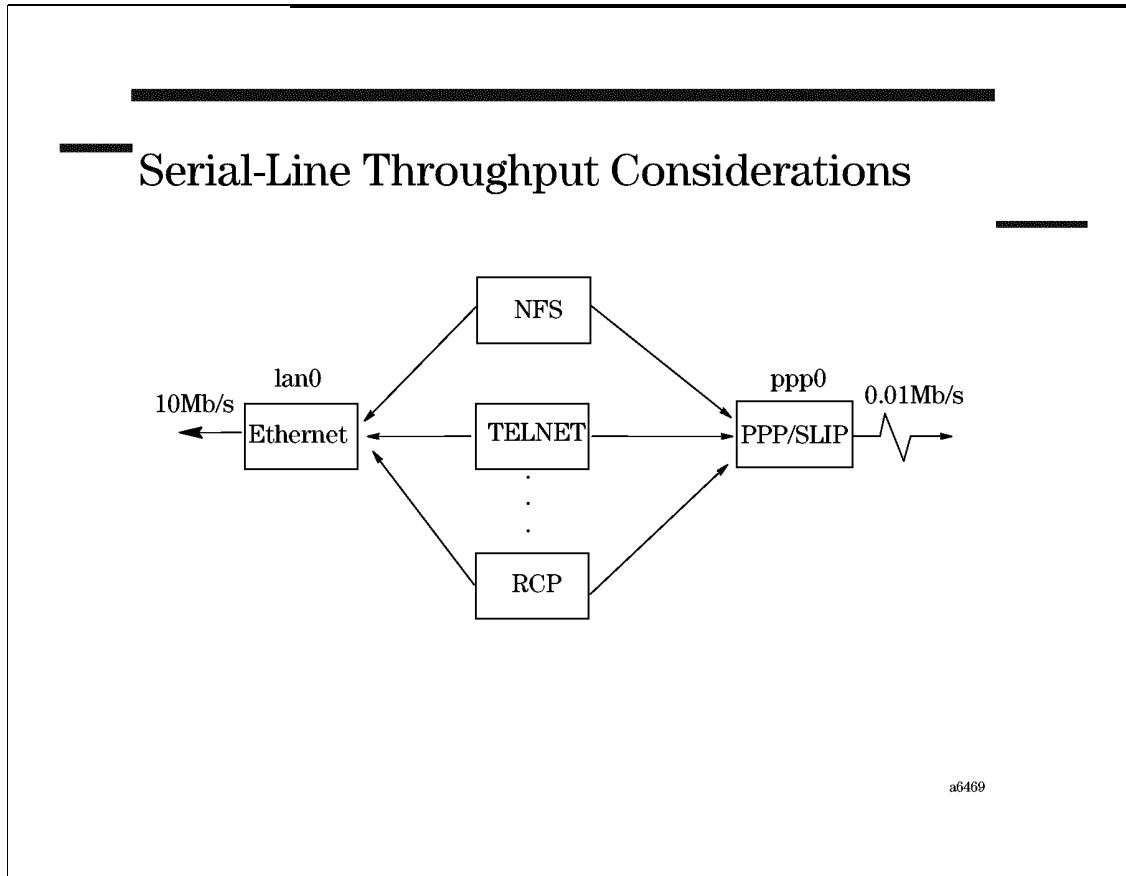 Serial-Line Throughput Considerations
NFS
lan0
ppp0
10Mb/s
0.01Mb/s
Ethernet
TELNET
PPP/SLIP
RCP
a6469